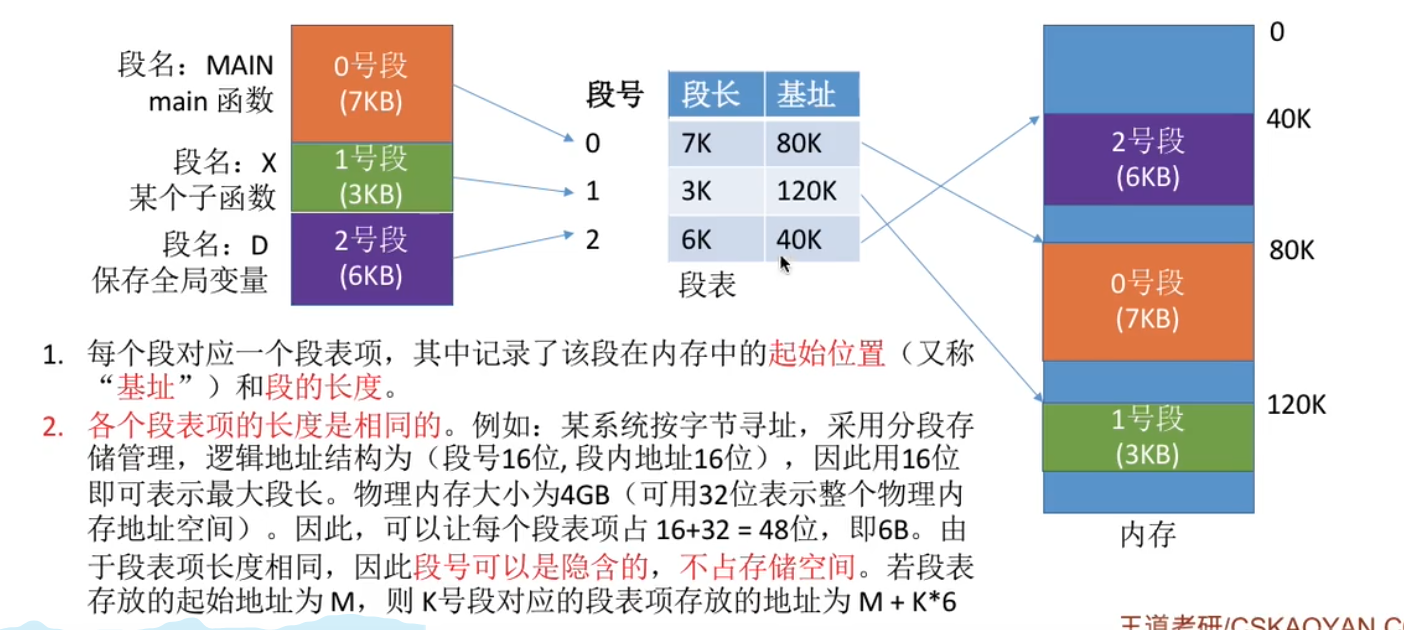 段名：MAIN
main 函数
段名：X
某个子函数
段名：D
保存全局变量
0号段
(7KB)
1号段
(3KB)
2号段
(6KB)
段号
0
1
2
段长 基址
7K 80K
3K 120K
6K 40K
段表
0
40K
2号段
(6KB)
80K
0号段
(7KB)
120K
1号段
(3KB)
内存
1. 每个段对应一个段表项，其中记录了该段在内存中的起始位置（又称
“基址”）和段的长度。
2. 各个段表项的长度是相同的。例如：某系统按字节寻址，采用分段存
储管理，逻辑地址结构为（段号16位, 段内地址16位），因此用16位
即可表示最大段长。物理内存大小为4GB（可用32位表示整个物理内
存地址空间）。因此，可以让每个段表项占 16+32 = 48位，即6B。由
于段表项长度相同，因此段号可以是隐含的，不占存储空间。若段表
存放的起始地址为 M，则 K号段对应的段表项存放的地址为 M + K*6
王道考研/CSKAOYAN.C